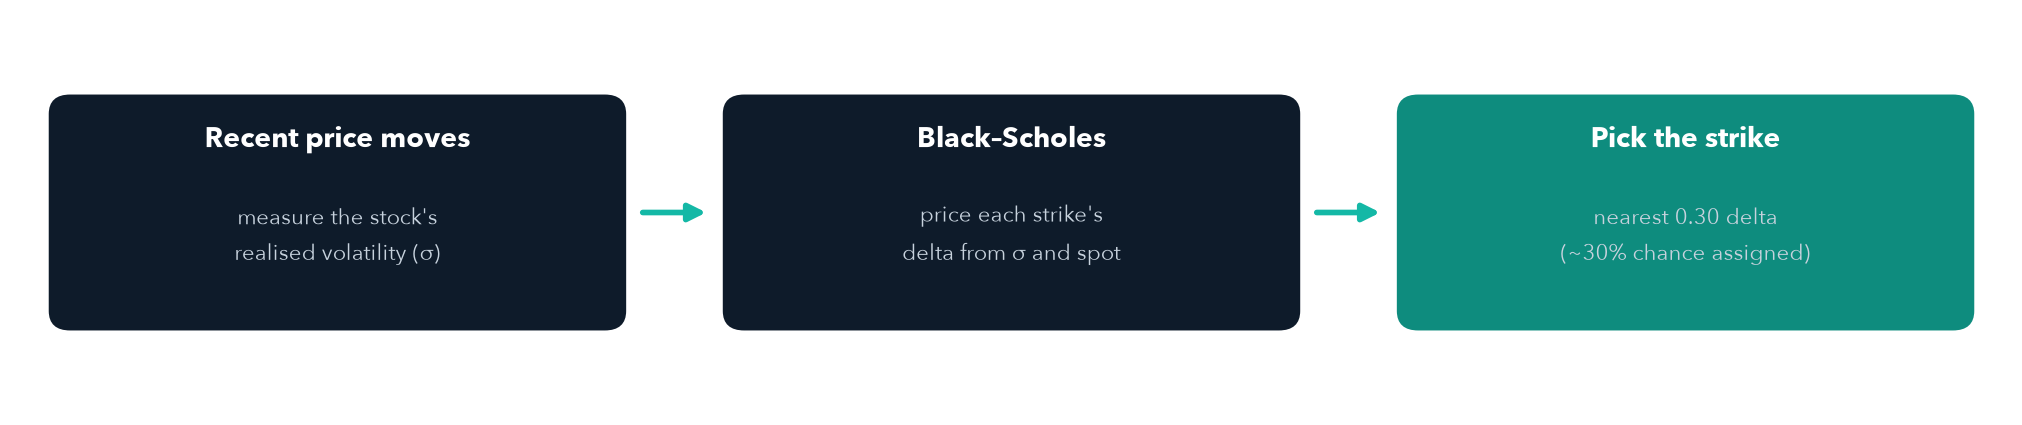 Recent price moves
measure the stock's
realised volatility (σ)
Black–Scholes
price each strike's
delta from σ and spot
Pick the strike
nearest 0.30 delta
(~30% chance assigned)